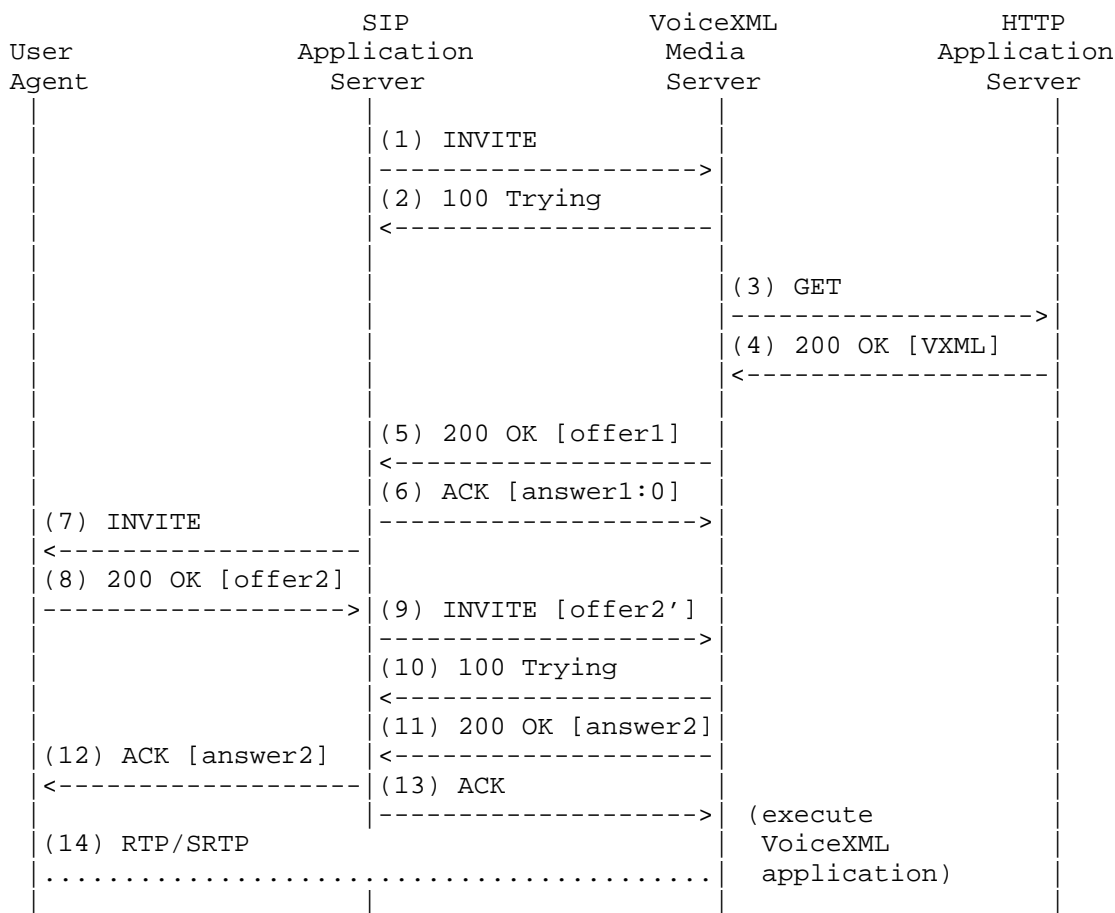 SIP VoiceXML HTTP
User Application Media Application
Agent Server Server Server
(1) INVITE
(2) 100 Trying
(3) GET
(4) 200 OK [VXML]
(5) 200 OK [offer1]
(6) ACK [answer1:0]
(7) INVITE
(8) 200 OK [offer2]
(9) INVITE [offer2']
(10) 100 Trying
(11) 200 OK [answer2]
(12) ACK [answer2]
(13) ACK
(execute
(14) RTP/SRTP VoiceXML
application)